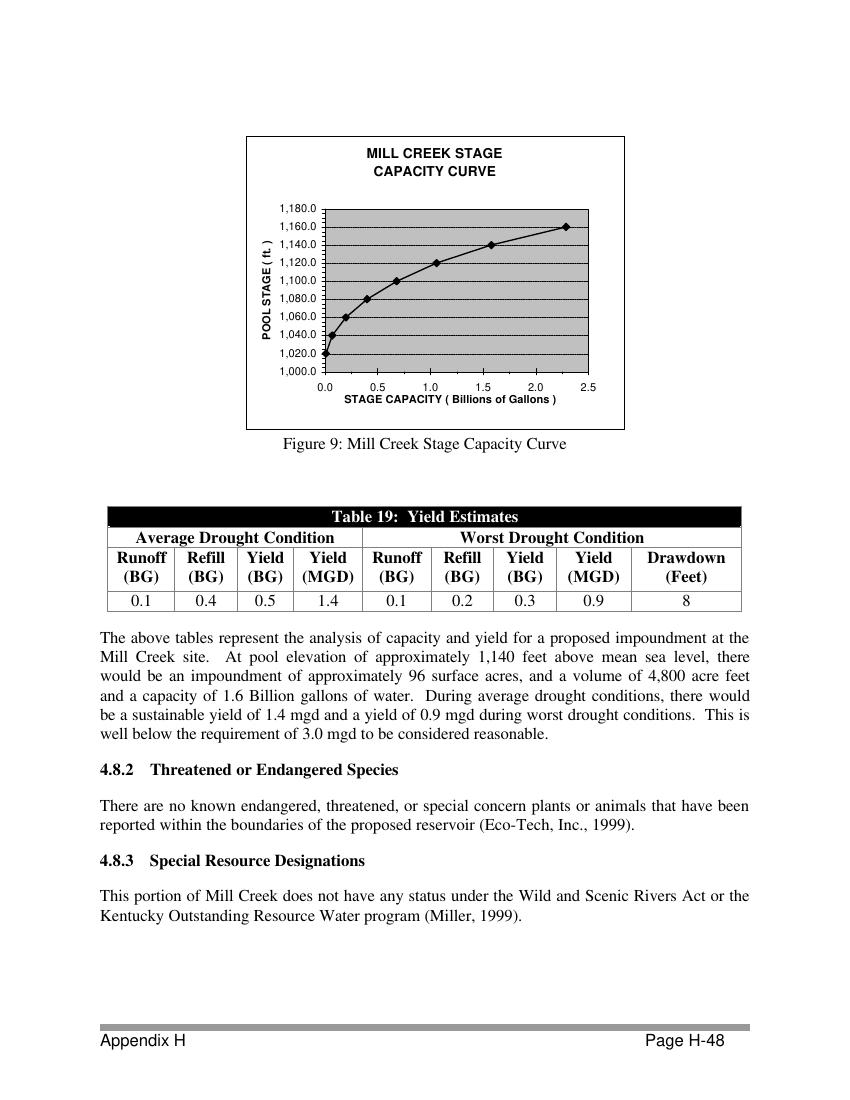 MILL CREEK STAGE
CAPACITY CURVE
1,180.0
1,160.0
1,140.0
1,120.0
1,100.0
1,080.0
1,060.0
1,040.0
1,020.0
1,000.0
POOL STAGE ( ft. )
0.0 0.5 1.0 1.5 2.0 2.5
STAGE CAPACITY ( Billions of Gallons )
Figure 9: Mill Creek Stage Capacity Curve
Table 19:  Yield Estimates
Average Drought Condition Worst Drought Condition
Runoff Refill Yield Yield Runoff Refill Yield Yield Drawdown
(BG) (BG) (BG) (MGD) (BG) (BG) (BG) (MGD) (Feet)
0.1 0.4 0.5 1.4 0.1 0.2 0.3 0.9 8
The above tables represent the analysis of capacity and yield for a proposed impoundment at the
Mill Creek site.  At pool elevation of approximately 1,140 feet above mean sea level, there
would be an impoundment of approximately 96 surface acres, and a volume of 4,800 acre feet
and a capacity of 1.6 Billion gallons of water.  During average drought conditions, there would
be a sustainable yield of 1.4 mgd and a yield of 0.9 mgd during worst drought conditions.  This is
well below the requirement of 3.0 mgd to be considered reasonable.
4.8.2 Threatened or Endangered Species
There are no known endangered, threatened, or special concern plants or animals that have been
reported within the boundaries of the proposed reservoir (Eco-Tech, Inc., 1999).
4.8.3 Special Resource Designations
This portion of Mill Creek does not have any status under the Wild and Scenic Rivers Act or the
Kentucky Outstanding Resource Water program (Miller, 1999).
Appendix H Page H-48